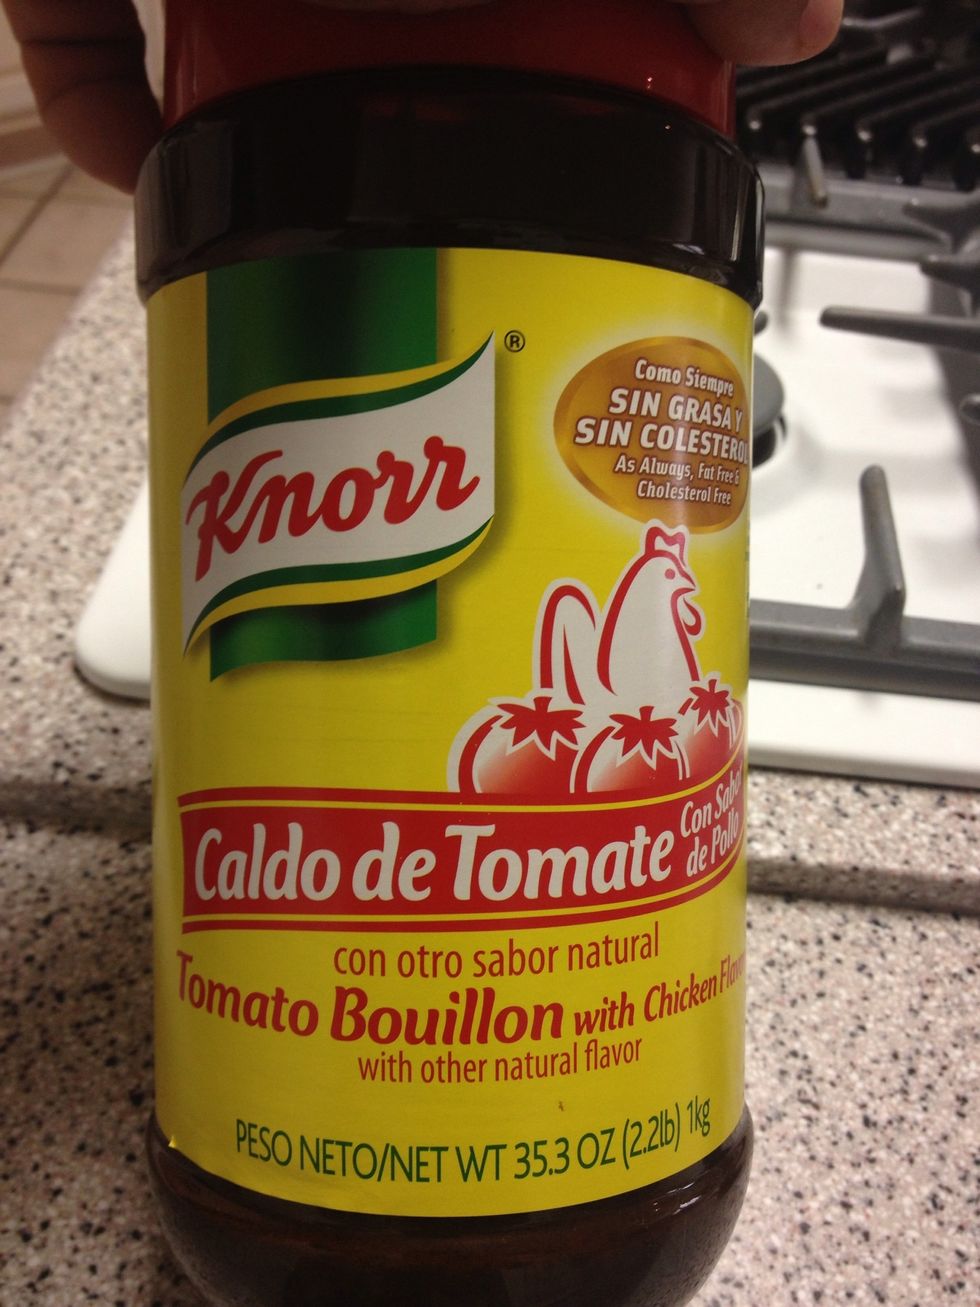 Knorr®
Como Siempre
SIN GRASA Y
SIN COLESTEROL
As Always, Fat Free &
Cholesterol Free
Caldo de Tomate
Con Sabor
de Pollo
con otro sabor natural
Tomato Bouillon with Chicken Flavor
with other natural flavor
PESO NETO/NET WT 35.3 OZ (2.2lb) 1kg